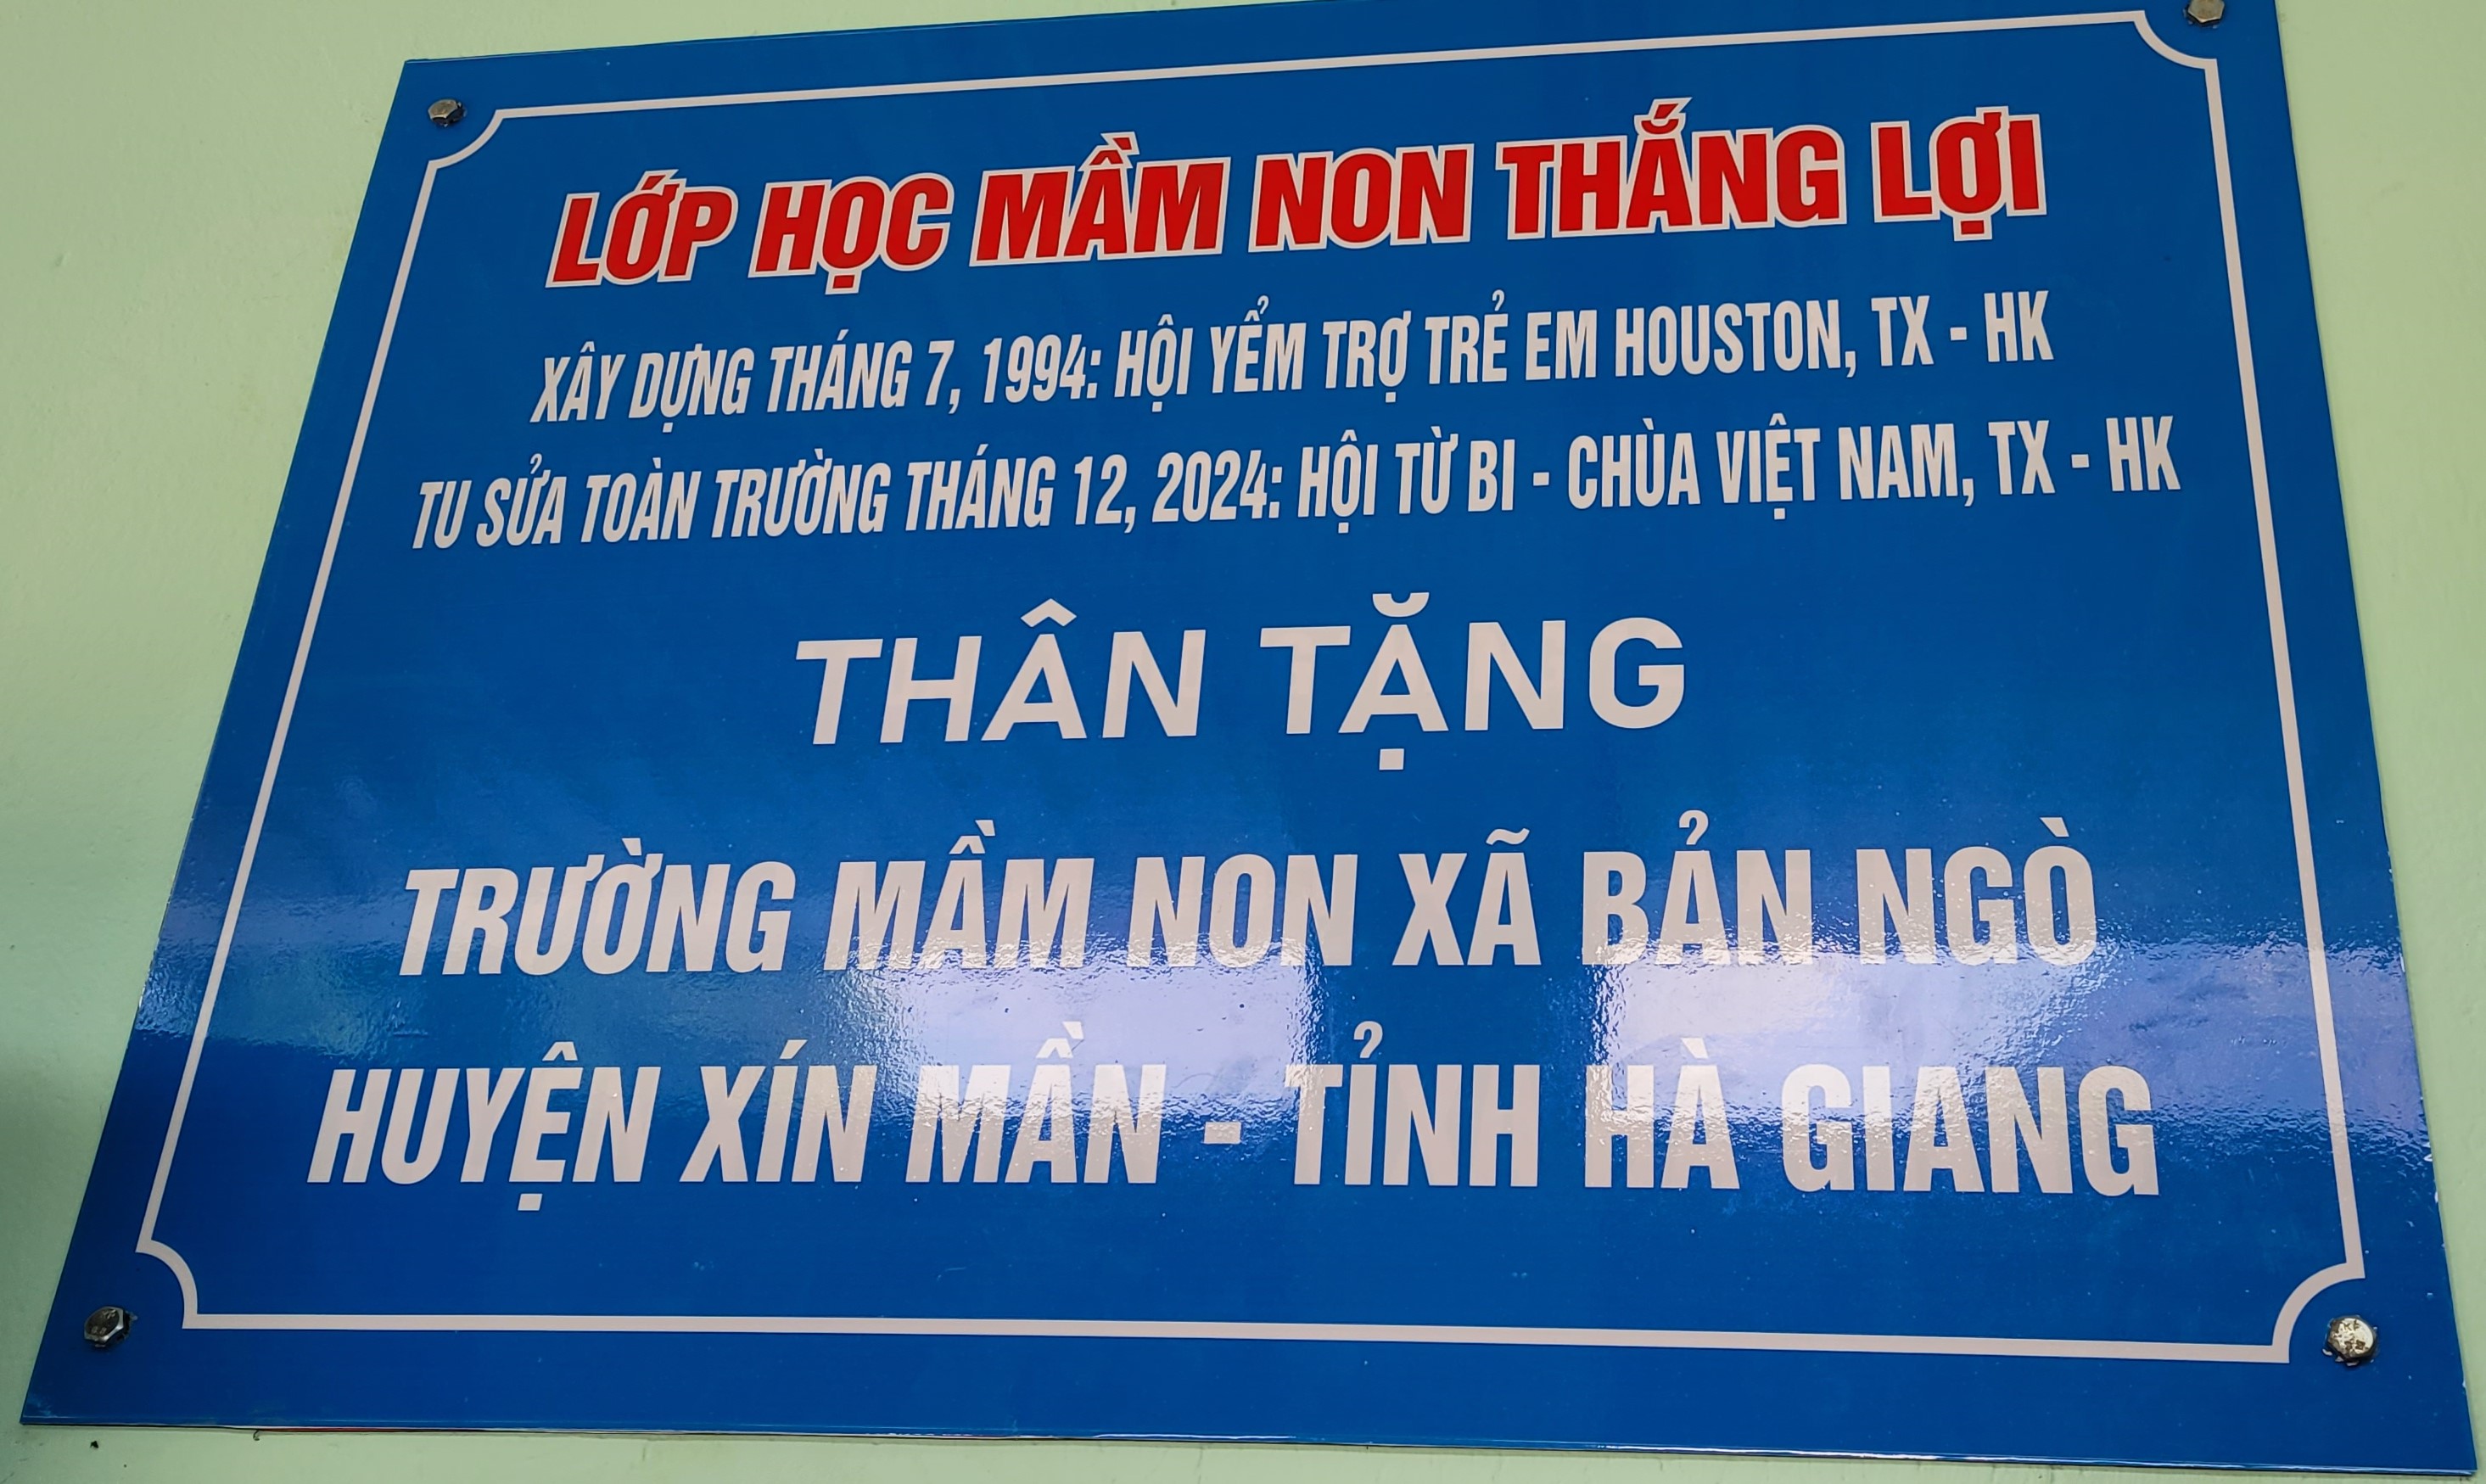 LỚP HỌC MẦM NON THẮNG LỢI
XÂY DỰNG THÁNG 7, 1994: HỘI YỂM TRỢ TRẺ EM HOUSTON, TX - HK
TU SỬA TOÀN TRƯỜNG THÁNG 12, 2024: HỘI TỪ BI - CHÙA VIỆT NAM, TX - HK
THÂN TẶNG
TRƯỜNG MẦM NON XÃ BẢN NGÒ
HUYỆN XÍN MẦN - TỈNH HÀ GIANG